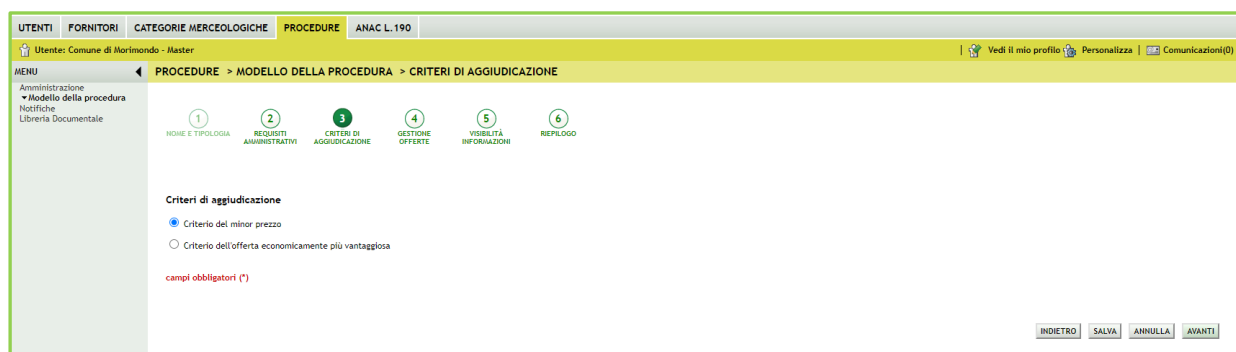 UTENTI FORNITORI CATEGORIE MERCEOLOGICHE PROCEDURE ANAC L.190
Utente: Comune di Morimondo - Master | Vedi il mio profilo Personalizza | Comunicazioni(0)
MENU PROCEDURE > MODELLO DELLA PROCEDURA > CRITERI DI AGGIUDICAZIONE
Amministrazione
Modello della procedura
Notifiche
Libreria Documentale
1 2 3 4 5 6
NOME E TIPOLOGIA REQUISITI CRITERI DI GESTIONE VISIBILITÀ RIEPILOGO
AMMINISTRATIVI AGGIUDICAZIONE OFFERTE INFORMAZIONI
Criteri di aggiudicazione
Criterio del minor prezzo
Criterio dell'offerta economicamente più vantaggiosa
campi obbligatori (*)
INDIETRO SALVA ANNULLA AVANTI